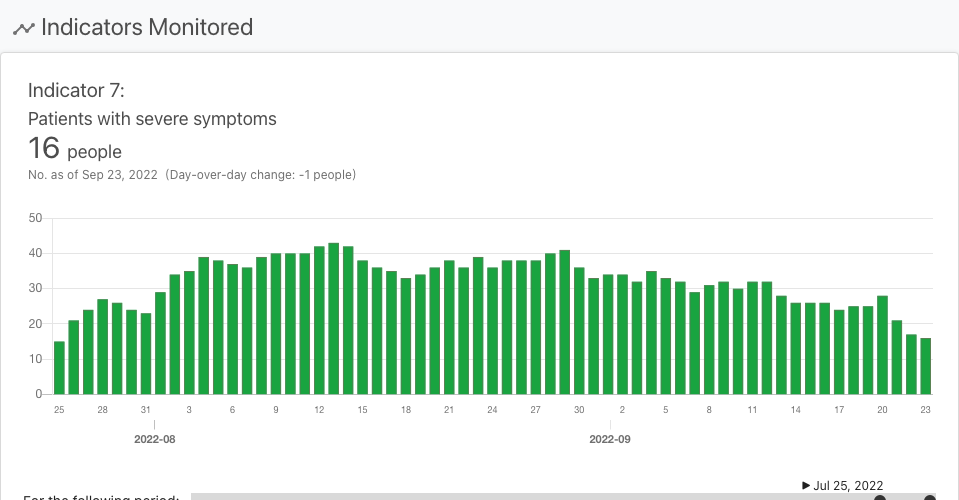 Indicators Monitored
Indicator 7:
Patients with severe symptoms
16 people
No. as of Sep 23, 2022 (Day-over-day change: -1 people)
50
40
30
20
10
0
25 28 31 3 6 9 12 15 18 21 24 27 30 2 5 8 11 14 17 20 23
2022-08 2022-09
Jul 25, 2022
For the following period: